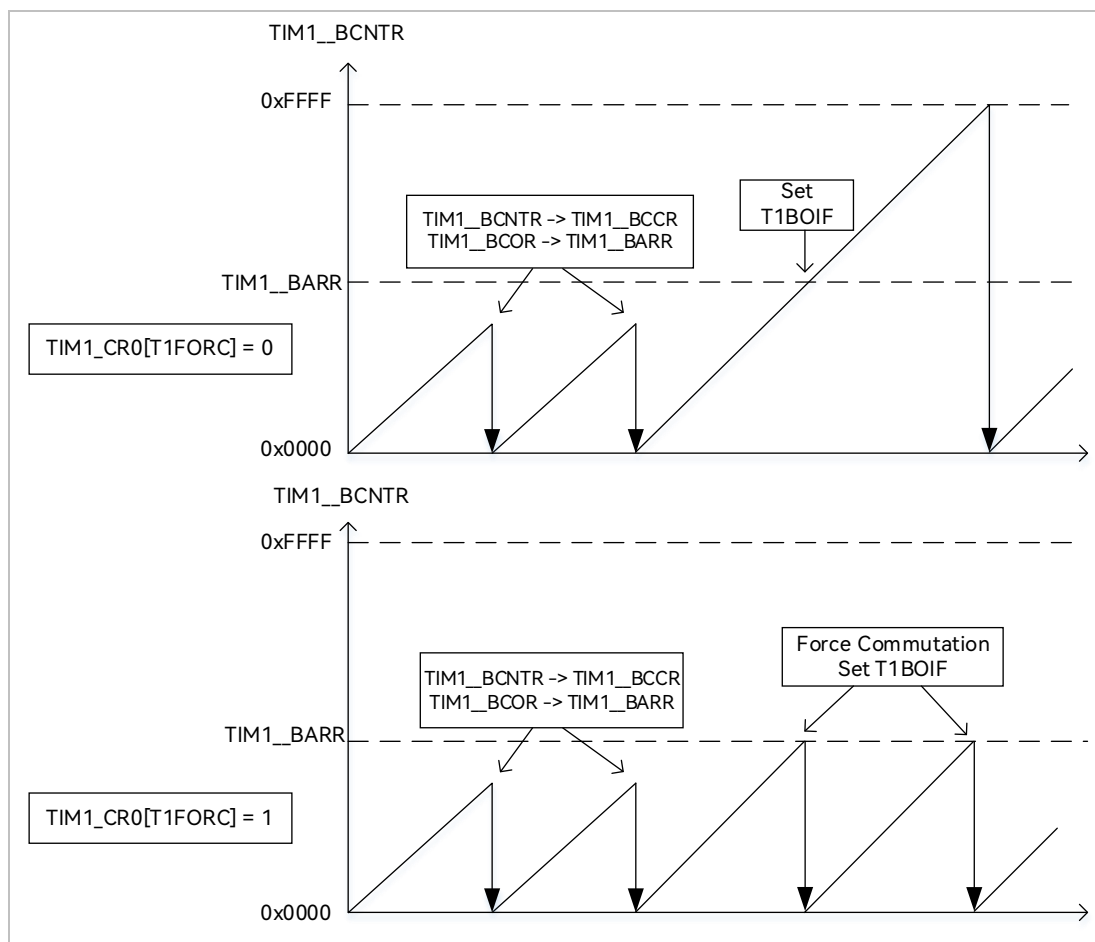 TIM1__BCNTR
0xFFFF
Set
T1BOIF
TIM1__BCNTR -> TIM1__BCCR
TIM1__BCOR -> TIM1__BARR
TIM1__BARR
TIM1_CR0[T1FORC] = 0
0x0000
TIM1__BCNTR
0xFFFF
Force Commutation
Set T1BOIF
TIM1__BCNTR -> TIM1__BCCR
TIM1__BCOR -> TIM1__BARR
TIM1__BARR
TIM1_CR0[T1FORC] = 1
0x0000